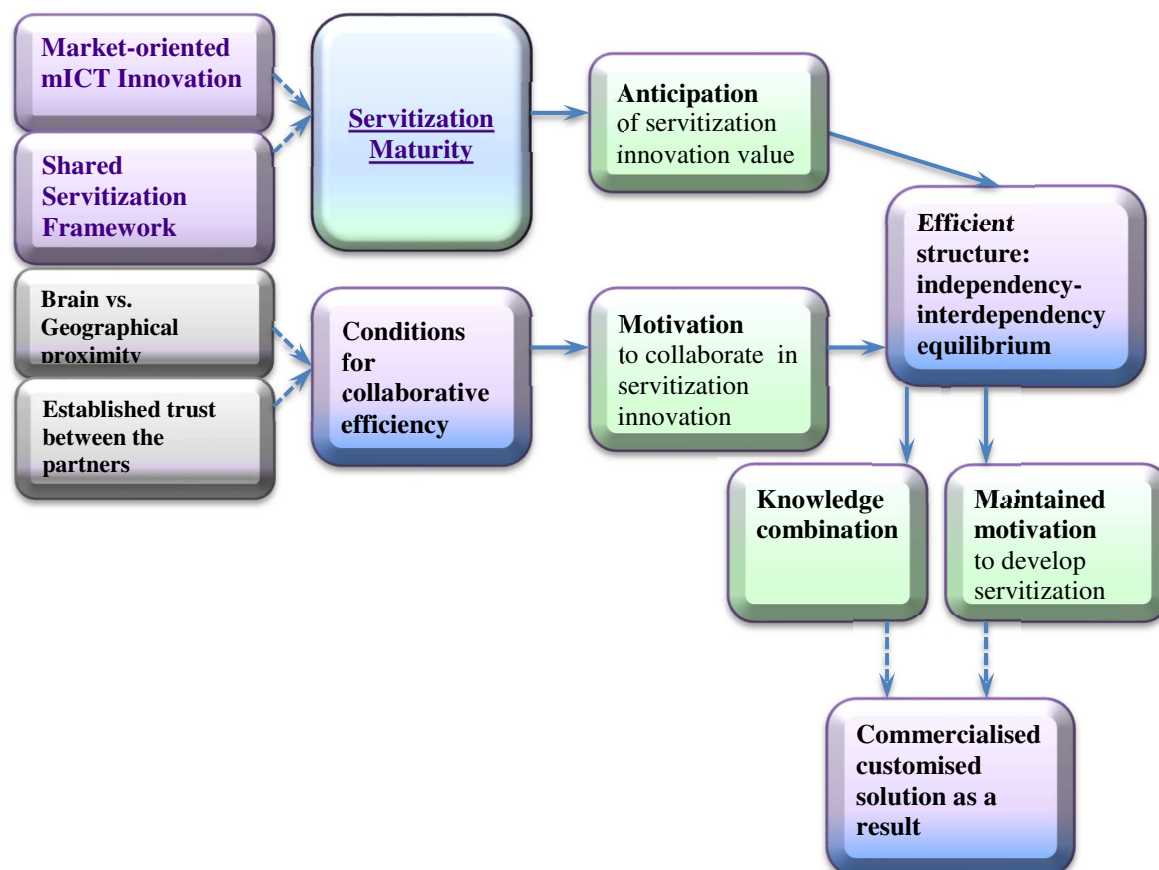 Market-oriented
mICT Innovation
Shared
Servitization
Framework
Servitization
Maturity
Anticipation
of servitization
innovation value
Brain vs.
Geographical
proximity
Established trust
between the
partners
Conditions
for
collaborative
efficiency
Motivation
to collaborate in
servitization
innovation
Efficient
structure:
independency-
interdependency
equilibrium
Knowledge
combination
Maintained
motivation
to develop
servitization
Commercialised
customised
solution as a
result